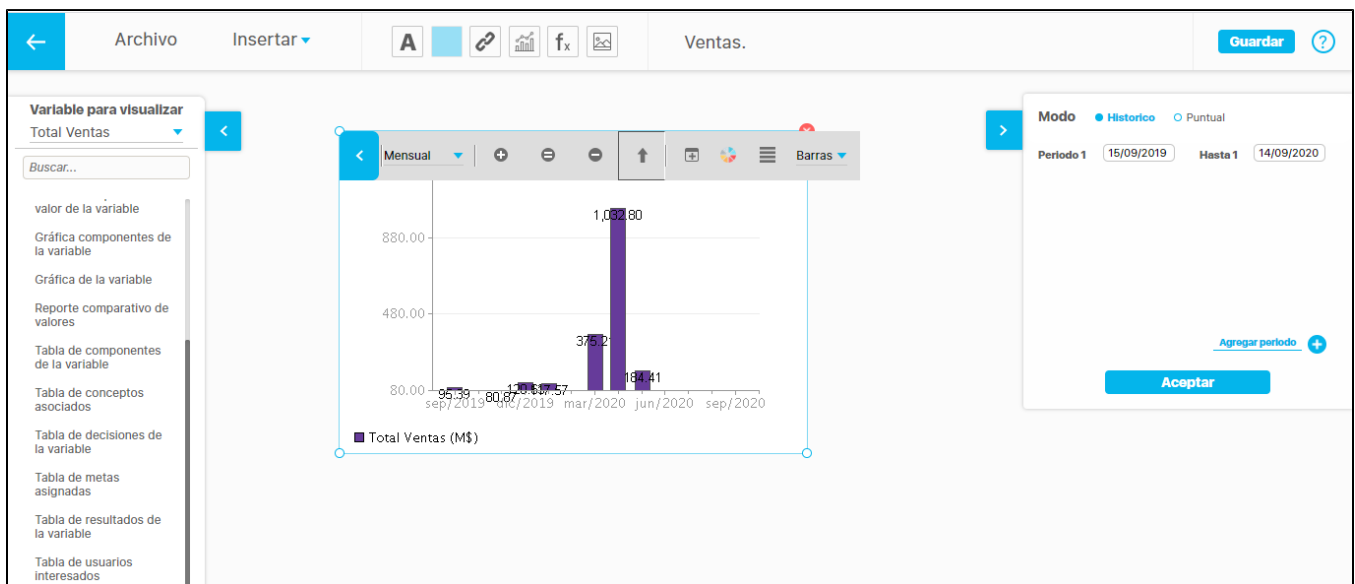 Archivo
Insertar
A
fx
Ventas.
Guardar
?
Variable para visualizar
Total Ventas
Buscar...
valor de la variable
Gráfica componentes de
la variable
Gráfica de la variable
Reporte comparativo de
valores
Tabla de componentes
de la variable
Tabla de conceptos
asociados
Tabla de decisiones de
la variable
Tabla de metas
asignadas
Tabla de resultados de
la variable
Tabla de usuarios
interesados
Mensual
Barras
1,032.80
880.00
480.00
375.21
184.41
80.00
95.39
80.87
sep/2019
dic/2019
mar/2020
jun/2020
sep/2020
Total Ventas (M$)
Modo
Historico
Puntual
Periodo 1
15/09/2019
Hasta 1
14/09/2020
Agregar periodo
Aceptar